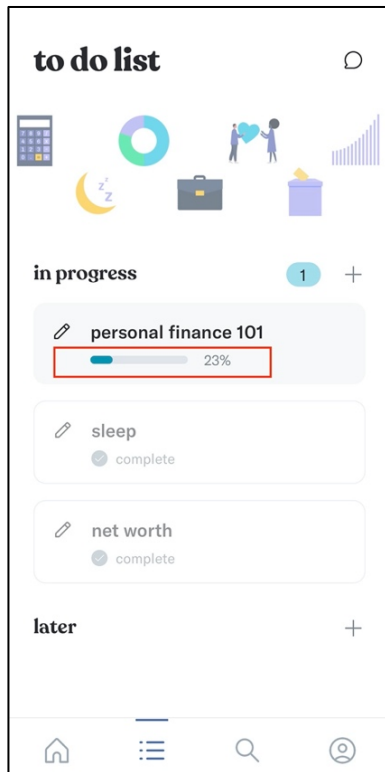 to do list
z z
z
in progress
1
personal finance 101
23%
sleep
complete
net worth
complete
later